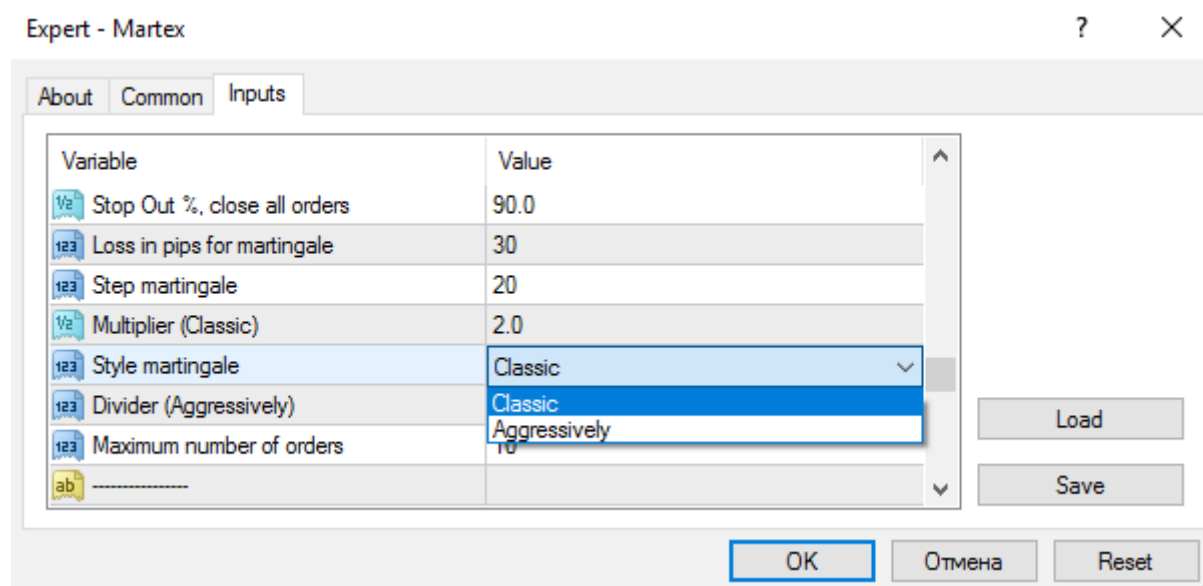 Expert - Martex ?
About Common Inputs
Variable Value
Stop Out %, close all orders 90.0
Loss in pips for martingale 30
Step martingale 20
Multiplier (Classic) 2.0
Style martingale Classic
Divider (Aggressively) Classic
Aggressively
Maximum number of orders 10
ab ----------------
Load
Save
OK Отмена Reset